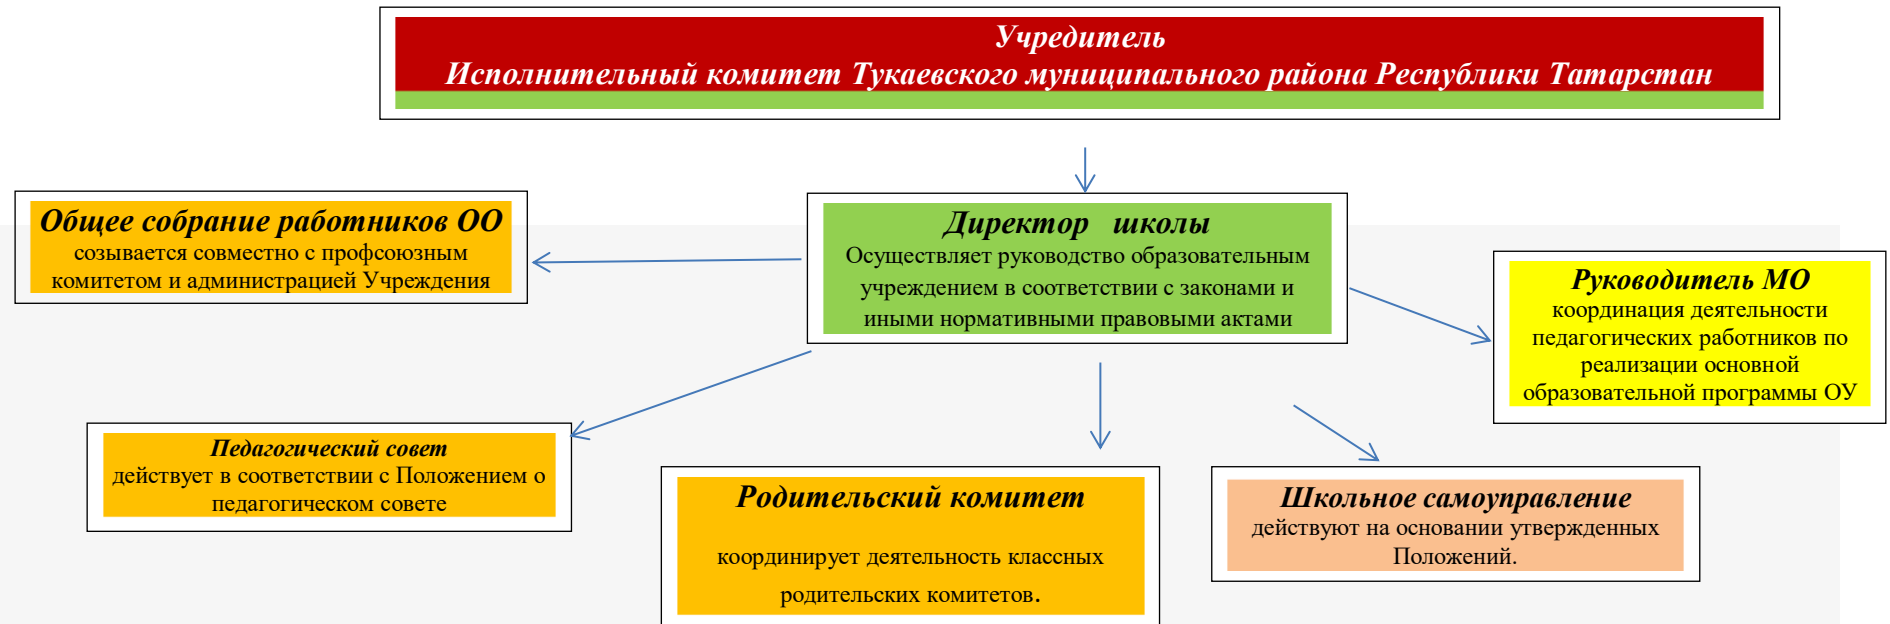 Учредитель
Исполнительный комитет Тукаевского муниципального района Республики Татарстан
Общее собрание работников ОО
созывается совместно с профсоюзным
комитетом и администрацией Учреждения
Директор школы
Осуществляет руководство образовательным
учреждением в соответствии с законами и
иными нормативными правовыми актами
Руководитель МО
координация деятельности
педагогических работников по
реализации основной
образовательной программы ОУ
Педагогический совет
действует в соответствии с Положением о
педагогическом совете
Родительский комитет
координирует деятельность классных
родительских комитетов.
Школьное самоуправление
действуют на основании утвержденных
Положений.